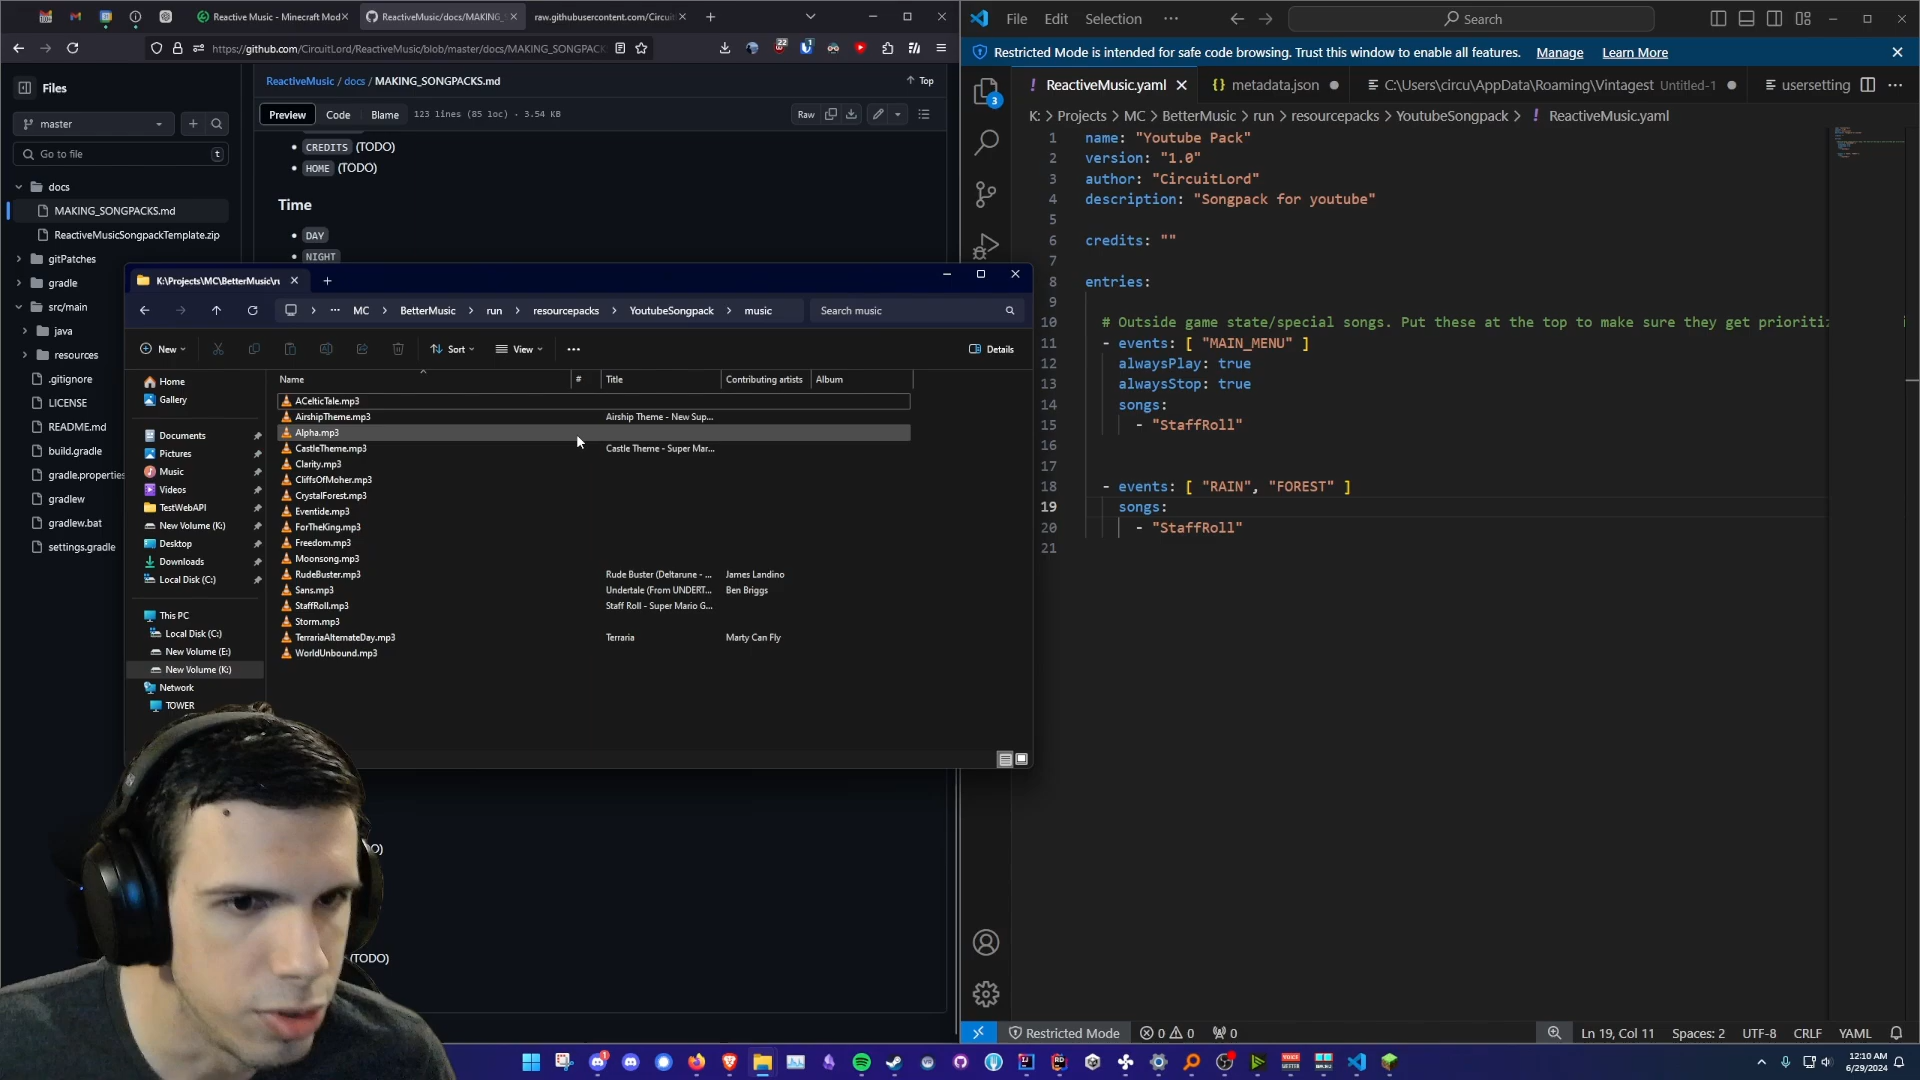 Reactive Music - Minecraft Mod
ReactiveMusic/docs/MAKING_
raw.githubusercontent.com/Circuit
https://github.com/CircuitLord/ReactiveMusic/blob/master/docs/MAKING_SONGPACK
Files
master
Go to file
t
docs
MAKING_SONGPACKS.md
ReactiveMusicSongpackTemplate.zip
gitPatches
gradle
src/main
java
resources
.gitignore
LICENSE
README.md
build.gradle
gradle.properties
gradlew
gradlew.bat
settings.gradle
ReactiveMusic / docs / MAKING_SONGPACKS.md
Top
Preview Code Blame 123 lines (85 loc) · 3.54 KB
Raw
CREDITS (TODO)
HOME (TODO)
Time
DAY
NIGHT
K:\Projects\MC\BetterMusic\ru
MC > BetterMusic > run > resourcepacks > YoutubeSongpack > music
Search music
New
Sort
View
Details
Home
Gallery
Documents
Pictures
Music
Videos
TestWebAPI
New Volume (K:)
Desktop
Downloads
Local Disk (C:)
This PC
Local Disk (C:)
New Volume (E:)
New Volume (K:)
Network
TOWER
Name # Title Contributing artists Album
ACelticTale.mp3
AirshipTheme.mp3 Airship Theme - New Sup...
Alpha.mp3
CastleTheme.mp3 Castle Theme - Super Mar...
Clarity.mp3
CliffsOfMoher.mp3
CrystalForest.mp3
Eventide.mp3
ForTheKing.mp3
Freedom.mp3
Moonsong.mp3
RudeBuster.mp3 Rude Buster (Deltarune - ... James Landino
Sans.mp3 Undertale (From UNDERT... Ben Briggs
StaffRoll.mp3 Staff Roll - Super Mario G...
Storm.mp3
TerrariaAlternateDay.mp3 Terraria Marty Can Fly
WorldUnbound.mp3
(TODO)
File Edit Selection ...
Search
Restricted Mode is intended for safe code browsing. Trust this window to enable all features. Manage Learn More
3
ReactiveMusic.yaml
metadata.json
C:\Users\circu\AppData\Roaming\Vintagest Untitled-1
usersetting
K: > Projects > MC > BetterMusic > run > resourcepacks > YoutubeSongpack > ReactiveMusic.yaml
1 name: "Youtube Pack"
2 version: "1.0"
3 author: "CircuitLord"
4 description: "Songpack for youtube"
5
6 credits: ""
7
8 entries:
9
10 # Outside game state/special songs. Put these at the top to make sure they get prioriti
11 - events: [ "MAIN_MENU" ]
12 alwaysPlay: true
13 alwaysStop: true
14 songs:
15 - "StaffRoll"
16
17
18 - events: [ "RAIN", "FOREST" ]
19 songs:
20 - "StaffRoll"
21
Restricted Mode
0 0
0
Ln 19, Col 11 Spaces: 2 UTF-8 CRLF YAML
12:10 AM
6/29/2024